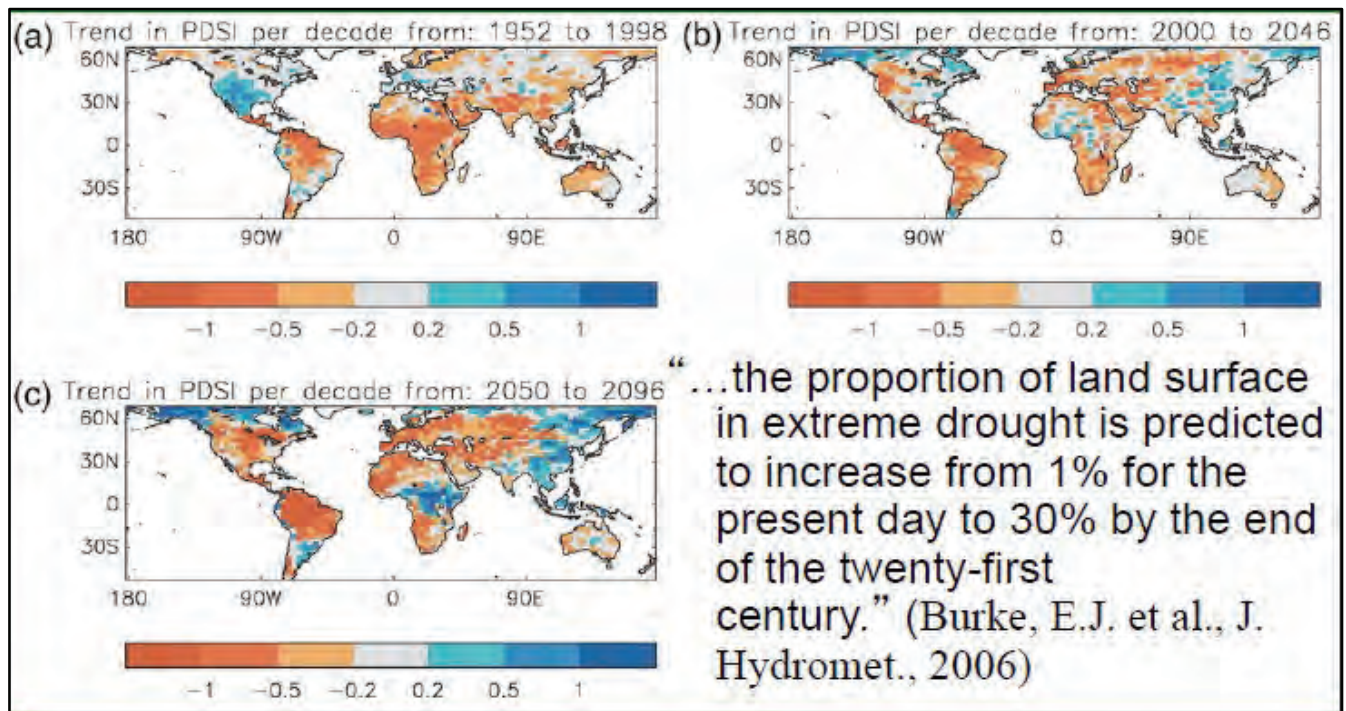 (a) Trend in PDSI per decade from: 1952 to 1998
60N
30N
0
30S
180 90W 0 90E
-1 -0.5 -0.2 0.2 0.5 1
(b) Trend in PDSI per decade from: 2000 to 2046
60N
30N
0
30S
180 90W 0 90E
-1 -0.5 -0.2 0.2 0.5 1
(c) Trend in PDSI per decade from: 2050 to 2096
60N
30N
0
30S
180 90W 0 90E
-1 -0.5 -0.2 0.2 0.5 1
“...the proportion of land surface
in extreme drought is predicted
to increase from 1% for the
present day to 30% by the end
of the twenty-first
century.” (Burke, E.J. et al., J.
Hydromet., 2006)